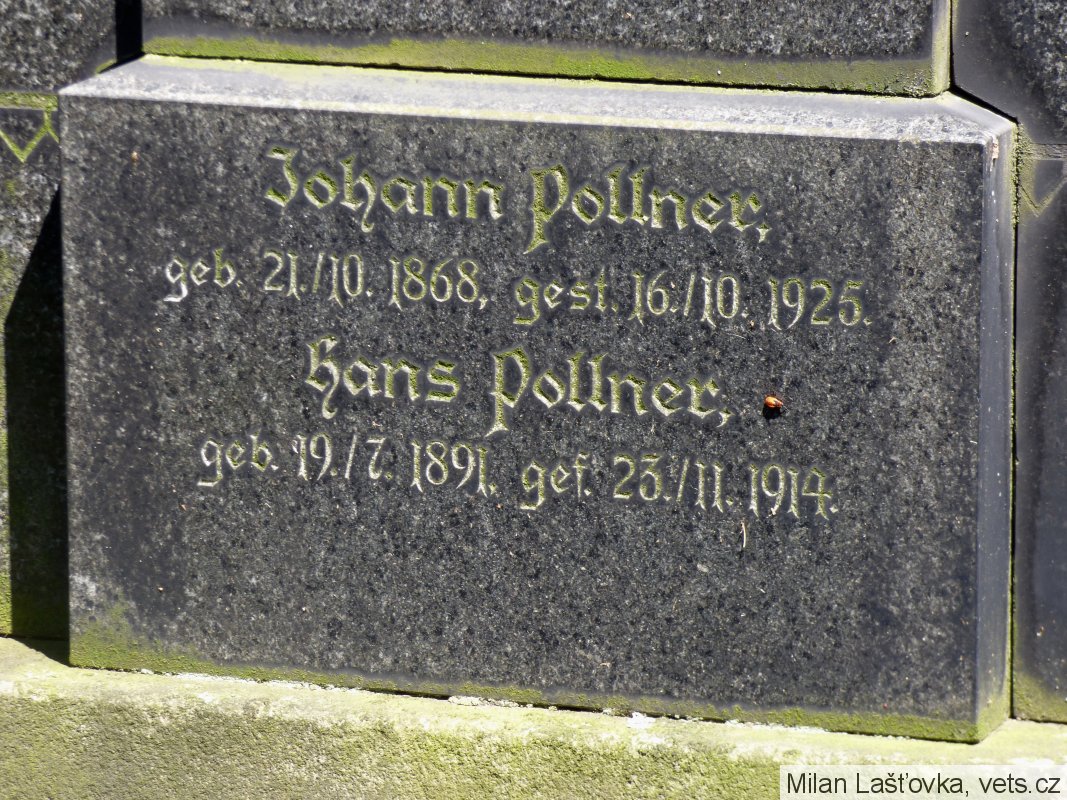 Johann Pollner,
geb. 21./10. 1868, gest. 16./10. 1925.
Hans Pollner,
geb. 19./7. 1891. gef. 23./11. 1914.
Milan Lašťovka, vets.cz